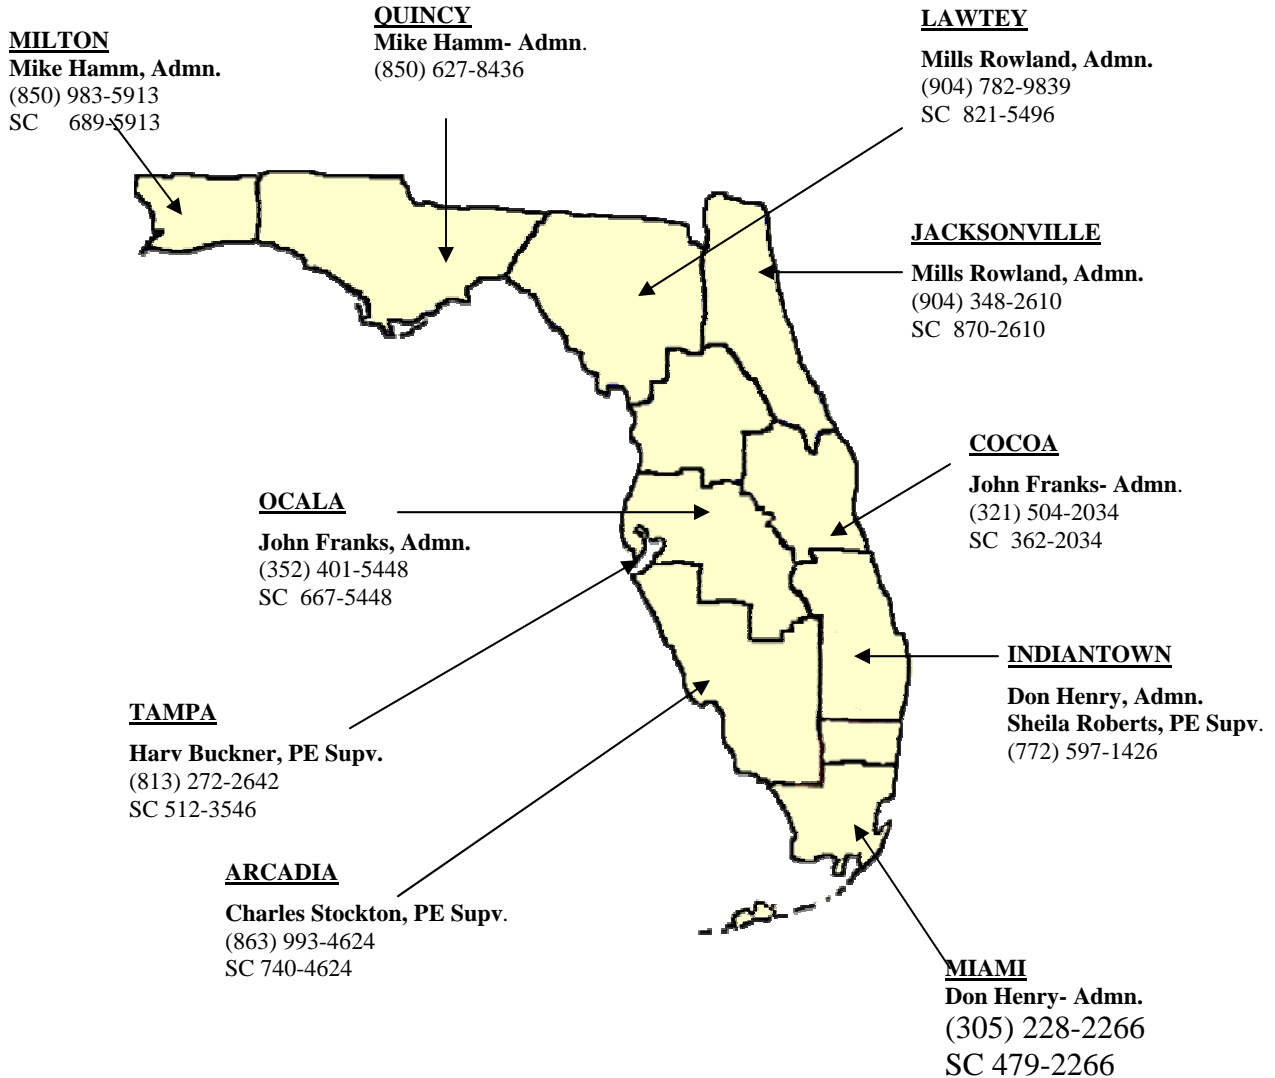 MILTON
Mike Hamm, Admn.
(850) 983-5913
SC 689-5913
QUINCY
Mike Hamm- Admn.
(850) 627-8436
LAWTEY
Mills Rowland, Admn.
(904) 782-9839
SC 821-5496
JACKSONVILLE
Mills Rowland, Admn.
(904) 348-2610
SC 870-2610
COCOA
John Franks- Admn.
(321) 504-2034
SC 362-2034
OCALA
John Franks, Admn.
(352) 401-5448
SC 667-5448
INDIANTOWN
Don Henry, Admn.
Sheila Roberts, PE Supv.
(772) 597-1426
TAMPA
Harv Buckner, PE Supv.
(813) 272-2642
SC 512-3546
ARCADIA
Charles Stockton, PE Supv.
(863) 993-4624
SC 740-4624
MIAMI
Don Henry- Admn.
(305) 228-2266
SC 479-2266